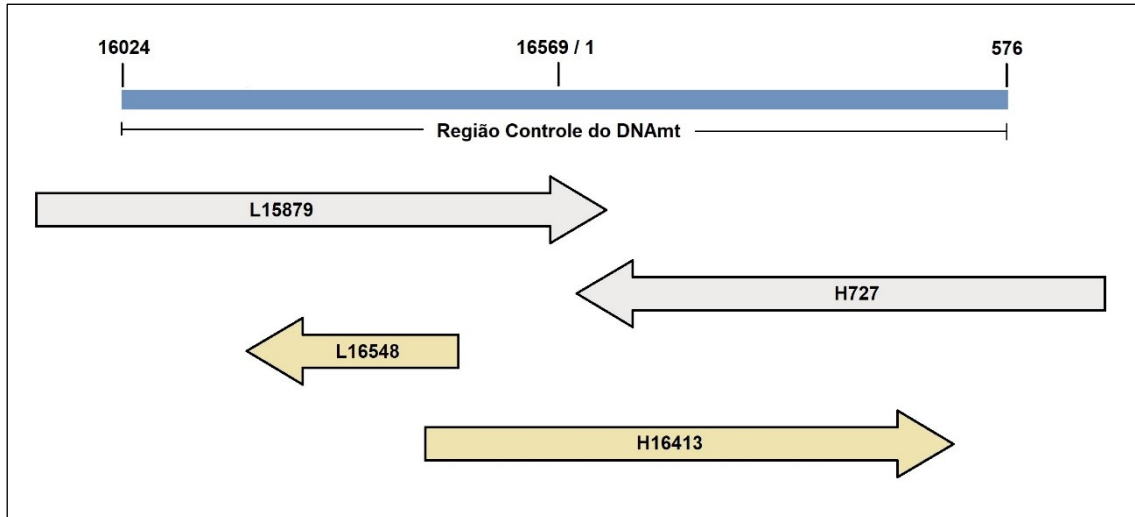 16024 16569 / 1 576
Região Controle do DNAmt
L15879
H727
L16548
H16413